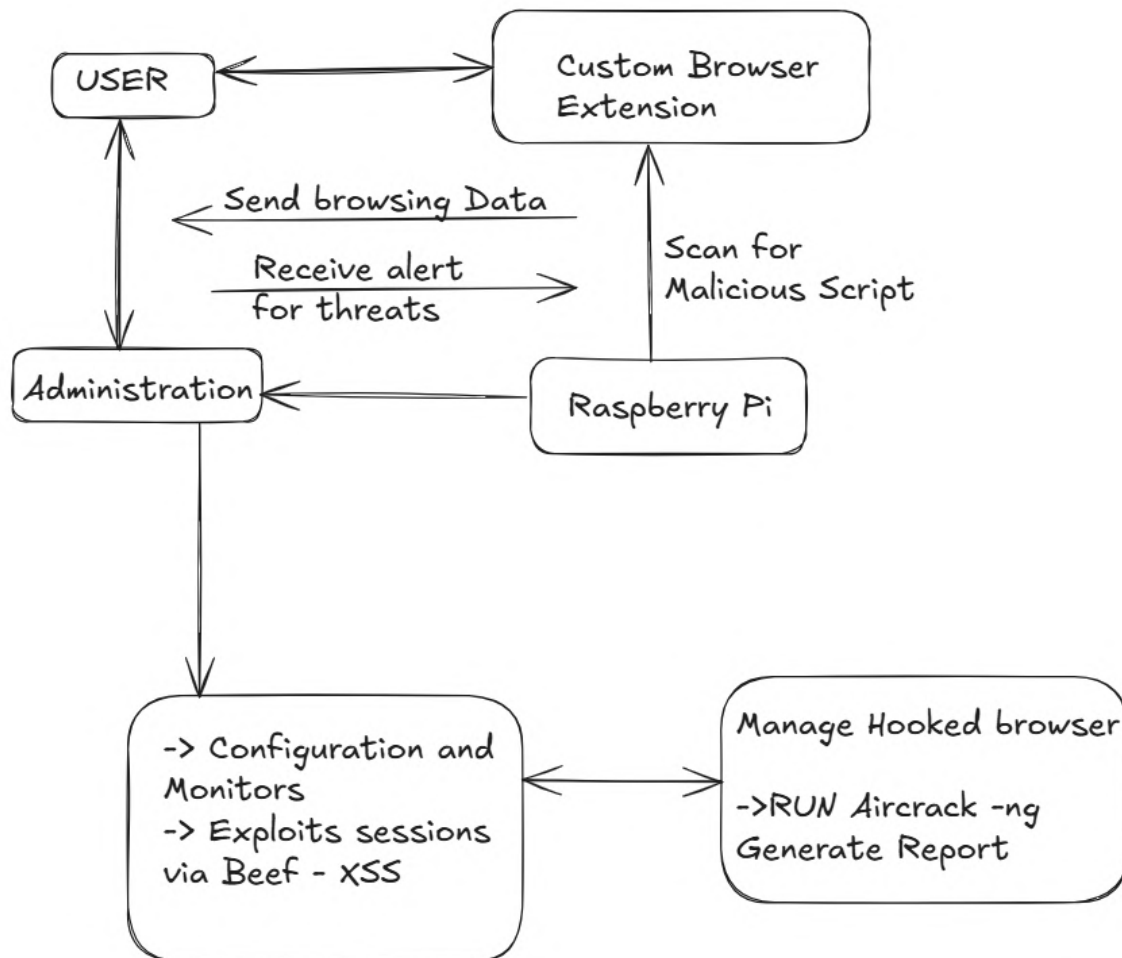 USER
Custom Browser
Extension
Send browsing Data
Receive alert
for threats
Scan for
Malicious Script
Administration
Raspberry Pi
-> Configuration and
Monitors
-> Exploits sessions
via Beef - XSS
Manage Hooked browser
->RUN Aircrack -ng
Generate Report